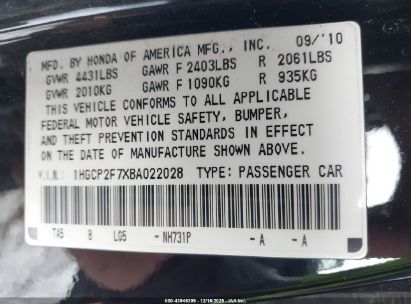 MFD. BY HONDA OF AMERICA MFG., INC. 09/'10
GVWR 4431LBS GAWR F 2403LBS R 2061LBS
GVWR 2010KG GAWR F 1090KG R 935KG
THIS VEHICLE CONFORMS TO ALL APPLICABLE
FEDERAL MOTOR VEHICLE SAFETY, BUMPER,
AND THEFT PREVENTION STANDARDS IN EFFECT
ON THE DATE OF MANUFACTURE SHOWN ABOVE.
V.I.N: 1HGCP2F7XBA022028 TYPE: PASSENGER CAR
TA5 B LQ5 - NH731P - A - A